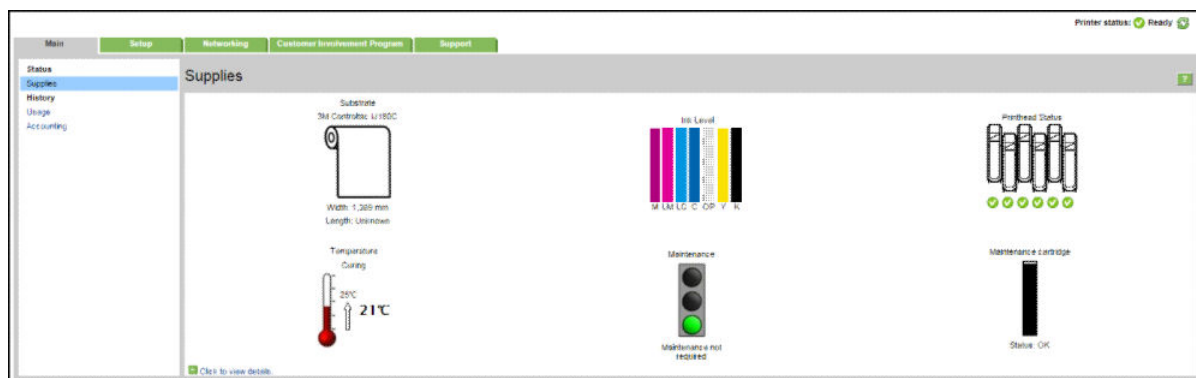 Printer status: Ready
Main Setup Networking Customer Involvement Program Support
Status
Supplies
History
Usage
Accounting
Supplies
?
Substrate
3M Controltac IJ180C
Width: 1,389 mm
Length: Unknown
Ink Level
M LM LC C OP Y K
Printhead Status
Temperature
Curing
25°C
21°C
Maintenance
Maintenance not
required
Maintenance cartridge
Status: OK
Click to view details.